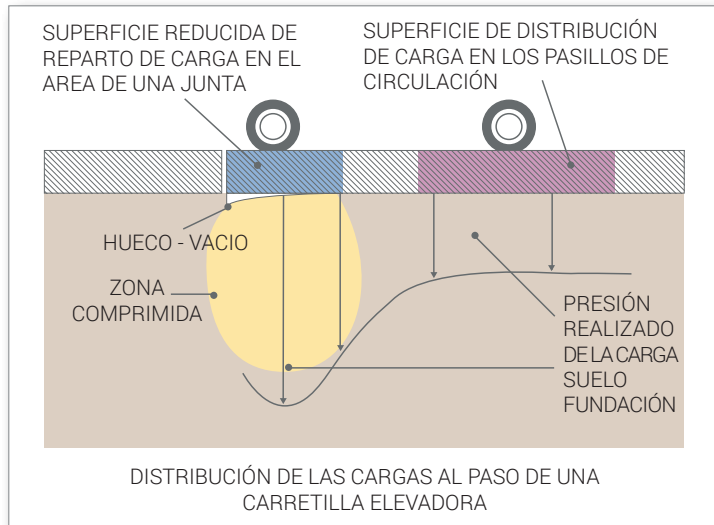 SUPERFICIE REDUCIDA DE
REPARTO DE CARGA EN EL
AREA DE UNA JUNTA
SUPERFICIE DE DISTRIBUCIÓN
DE CARGA EN LOS PASILLOS DE
CIRCULACIÓN
HUECO - VACIO
ZONA
COMPRIMIDA
PRESIÓN
REALIZADO
DE LA CARGA
SUELO
FUNDACIÓN
DISTRIBUCIÓN DE LAS CARGAS AL PASO DE UNA
CARRETILLA ELEVADORA